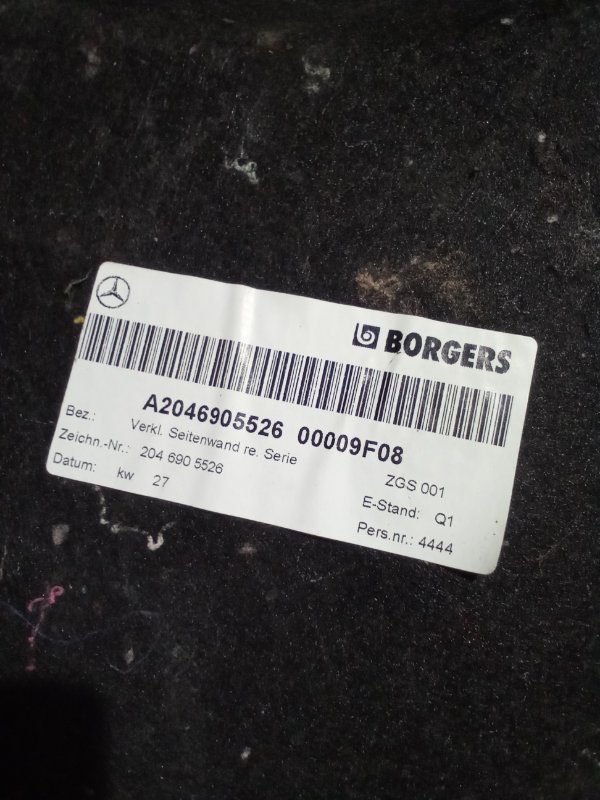 BORGERS
A2046905526 00009F08
Bez.: Verkl. Seitenwand re. Serie
ZGS 001
Zeichn.-Nr.: 204 690 5526
E-Stand: Q1
Datum: kw 27
Pers.nr.: 4444